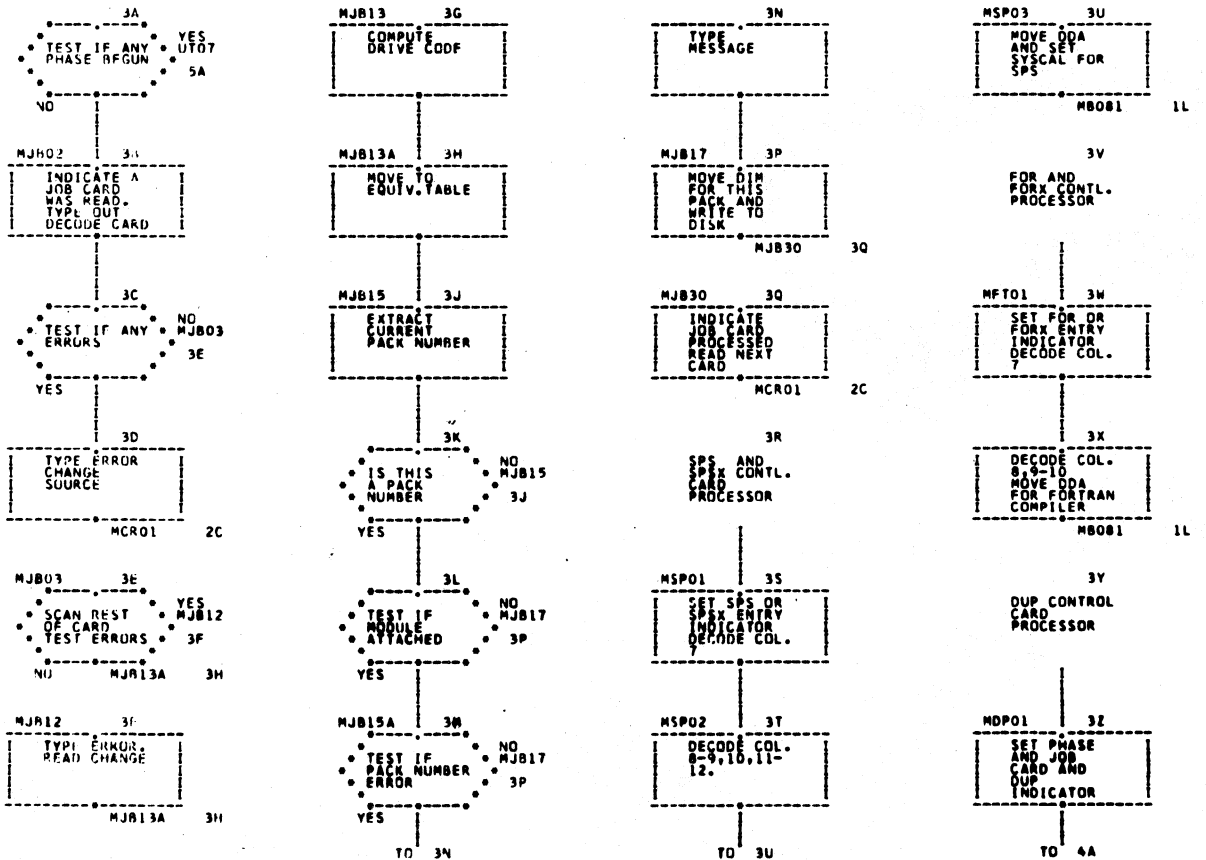 3A
TEST IF ANY
PHASE BEGUN
YES
UT07
5A
NO
MJB02 3B
INDICATE A
JOB CARD
WAS READ.
TYPE OUT
DECODE CARD
3C
TEST IF ANY
ERRORS
NO
MJB03
3E
YES
3D
TYPE ERROR
CHANGE
SOURCE
MCR01 2C
MJB03 3E
SCAN REST
OF CARD
TEST ERRORS
YES
MJB12
3F
NO MJB13A 3H
MJB12 3F
TYPE ERROR.
READ CHANGE
MJB13A 3H
MJB13 3G
COMPUTE
DRIVE CODE
MJB13A 3H
MOVE TO
EQUIV.TABLE
MJB15 3J
EXTRACT
CURRENT
PACK NUMBER
3K
IS THIS
A PACK
NUMBER
NO
MJB15
3J
YES
3L
TEST IF
MODULE
ATTACHED
NO
MJB17
3P
YES
MJB15A 3M
TEST IF
PACK NUMBER
ERROR
NO
MJB17
3P
YES
TO 3N
3N
TYPE
MESSAGE
MJB17 3P
MOVE DIM
FOR THIS
PACK AND
WRITE TO
DISK
MJB30 3Q
MJB30 3Q
INDICATE
JOB CARD
PROCESSED
READ NEXT
CARD
MCR01 2C
3R
SPS AND
SPSX CONTL.
CARD
PROCESSOR
MSP01 3S
SET SPS OR
SPSX ENTRY
INDICATOR
DECODE COL.
7
MSP02 3T
DECODE COL.
8-9,10,11-
12.
TO 3U
MSP03 3U
MOVE DDA
AND SET
SYSCAL FOR
SPS
MB081 1L
3V
FOR AND
FORX CONTL.
PROCESSOR
MFT01 3W
SET FOR OR
FORX ENTRY
INDICATOR
DECODE COL.
7
3X
DECODE COL.
8,9-10
MOVE DDA
FOR FORTRAN
COMPILER
MB081 1L
3Y
DUP CONTROL
CARD
PROCESSOR
MDP01 3Z
SET PHASE
AND JOB
CARD AND
DUP
INDICATOR
TO 4A